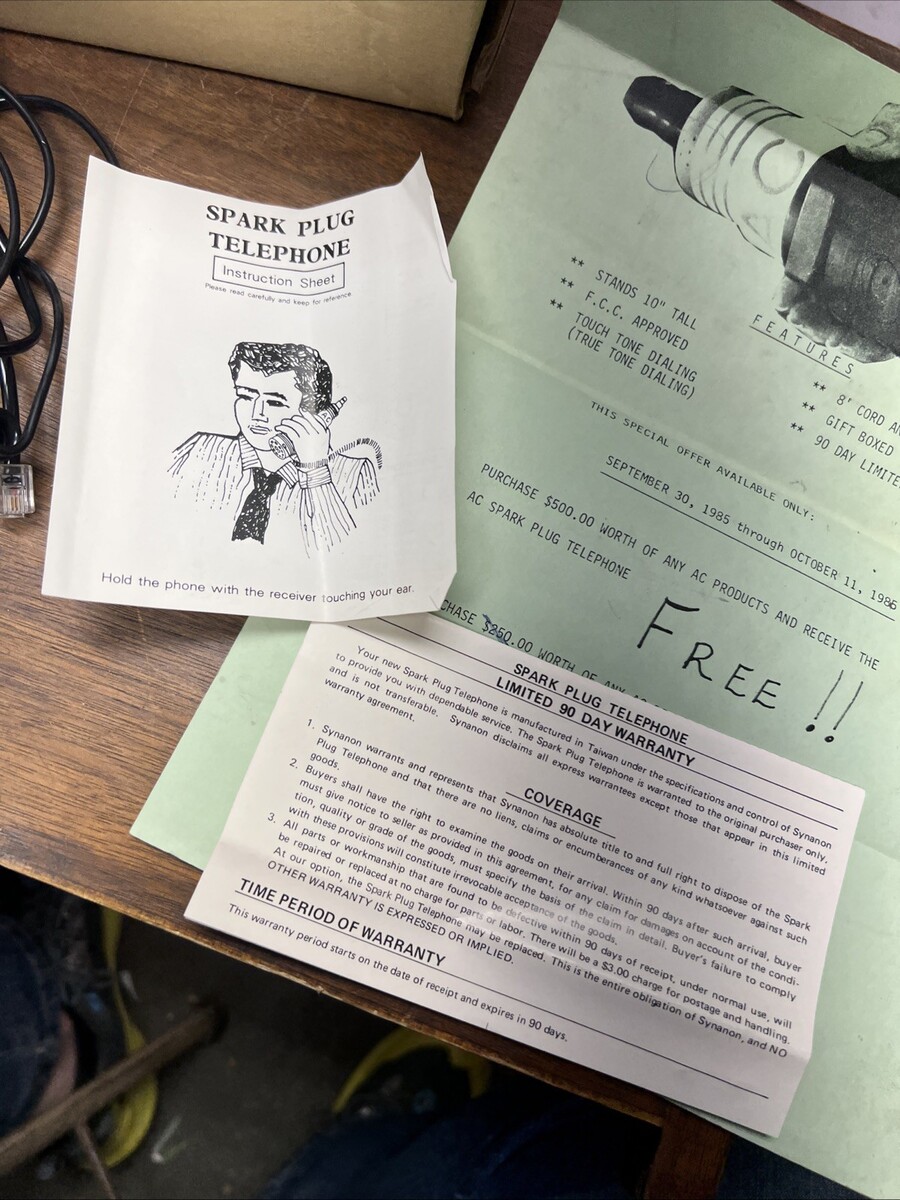 SPARK PLUG
TELEPHONE
Instruction Sheet
Please read carefully and keep for reference.
Hold the phone with the receiver touching your ear.
** STANDS 10" TALL
** F.C.C. APPROVED
** TOUCH TONE DIALING
(TRUE TONE DIALING)
FEATURES
** 8' CORD
** GIFT BOXED
** 90 DAY
THIS SPECIAL OFFER AVAILABLE ONLY:
SEPTEMBER 30, 1985 through OCTOBER 11, 1985
PURCHASE $500.00 WORTH OF ANY AC PRODUCTS AND RECEIVE THE
AC SPARK PLUG TELEPHONE
FREE!!
$250.00 WORTH OF ANY
SPARK PLUG TELEPHONE
LIMITED 90 DAY WARRANTY
Your new Spark Plug Telephone is manufactured in Taiwan under the specifications and control of Synanon
to provide you with dependable service. The Spark Plug Telephone is warranted to the original purchaser only,
and is not transferable. Synanon disclaims all express warrantees except those that appear in this limited
warranty agreement.
COVERAGE
1. Synanon warrants and represents that Synanon has absolute title to and full right to dispose of the Spark
Plug Telephone and that there are no liens, claims or encumberances of any kind whatsoever against such
goods.
2. Buyers shall have the right to examine the goods on their arrival. Within 90 days after such arrival, buyer
must give notice to seller as provided in this agreement, for any claim for damages on account of the condi-
tion, quality or grade of the goods, must specify the basis of the claim in detail. Buyer's failure to comply
with these provisions will constitute irrevocable acceptance of the goods.
3. All parts or workmanship that are found to be defective within 90 days of receipt, under normal use, will
be repaired or replaced at no charge for parts or labor. There will be a $3.00 charge for postage and handling.
At our option, the Spark Plug Telephone may be replaced. This is the entire obligation of Synanon, and NO
OTHER WARRANTY IS EXPRESSED OR IMPLIED.
TIME PERIOD OF WARRANTY
This warranty period starts on the date of receipt and expires in 90 days.